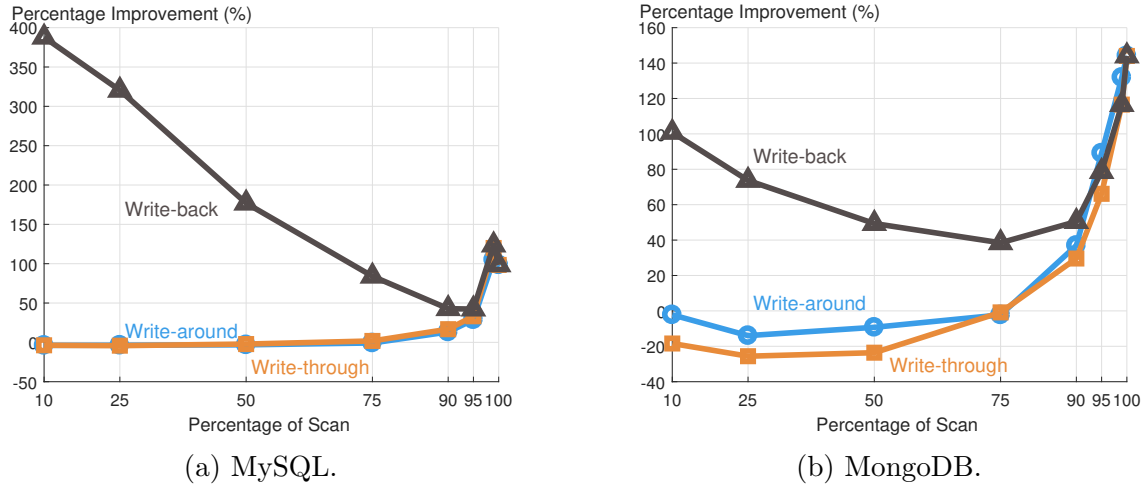 Percentage Improvement (%)
400
350
300
250
200
150
100
50
0
-50
Write-back
Write-around
Write-through
10 25 50 75 90 95 100
Percentage of Scan
(a) MySQL.
Percentage Improvement (%)
160
140
120
100
80
60
40
20
0
-20
-40
Write-back
Write-around
Write-through
10 25 50 75 90 95 100
Percentage of Scan
(b) MongoDB.